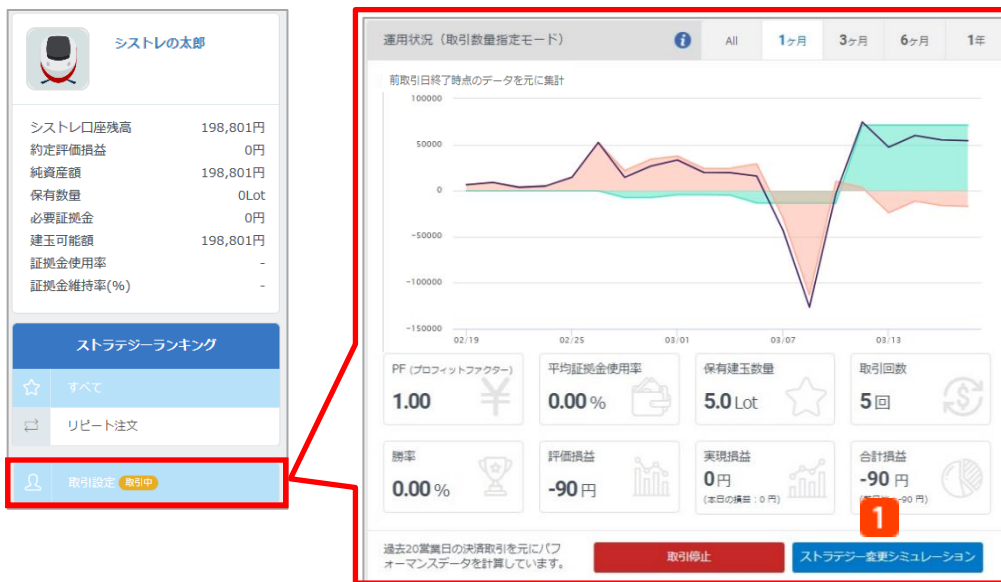 シストレの太郎
シストレ口座残高 198,801円
約定評価損益 0円
純資産額 198,801円
保有数量 0Lot
必要証拠金 0円
建玉可能額 198,801円
証拠金使用率 -
証拠金維持率(%) -
ストラテジーランキング
すべて
リピート注文
取引設定 取引中
運用状況（取引数量指定モード） i All 1ヶ月 3ヶ月 6ヶ月 1年
前取引日終了時点のデータを元に集計
100000
50000
0
-50000
-100000
-150000
02/19 02/25 03/01 03/07 03/13
PF (プロフィットファクター) 平均証拠金使用率 保有建玉数量 取引回数
1.00 0.00 % 5.0 Lot 5 回
勝率 評価損益 実現損益 合計損益
0.00 % -90 円 0 円 -90 円
(本日の損益：0 円) -90 円)
1
過去20営業日の決済取引を元にパフ
ォーマンスデータを計算しています。
取引停止 ストラテジー変更シミュレーション